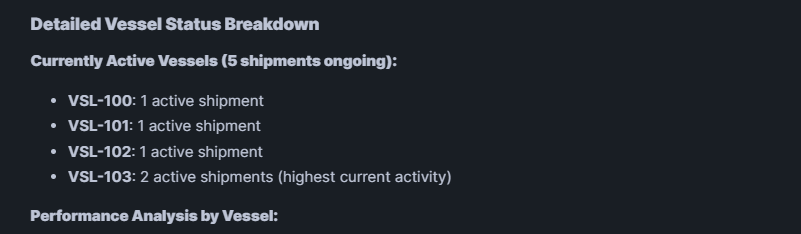 Detailed Vessel Status Breakdown
Currently Active Vessels (5 shipments ongoing):
• VSL-100: 1 active shipment
• VSL-101: 1 active shipment
• VSL-102: 1 active shipment
• VSL-103: 2 active shipments (highest current activity)
Performance Analysis by Vessel: